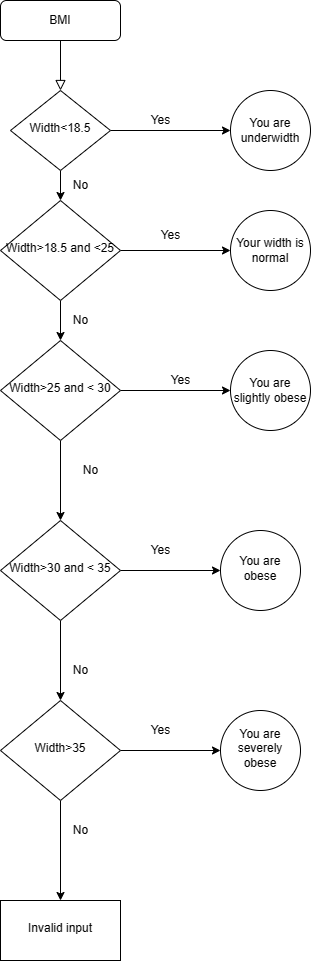 BMI
Width<18.5
Yes
You are
underwidth
No
Width>18.5 and <25
Yes
Your width is
normal
No
Width>25 and < 30
Yes
You are
slightly obese
No
Width>30 and < 35
Yes
You are
obese
No
Width>35
Yes
You are
severely
obese
No
Invalid input